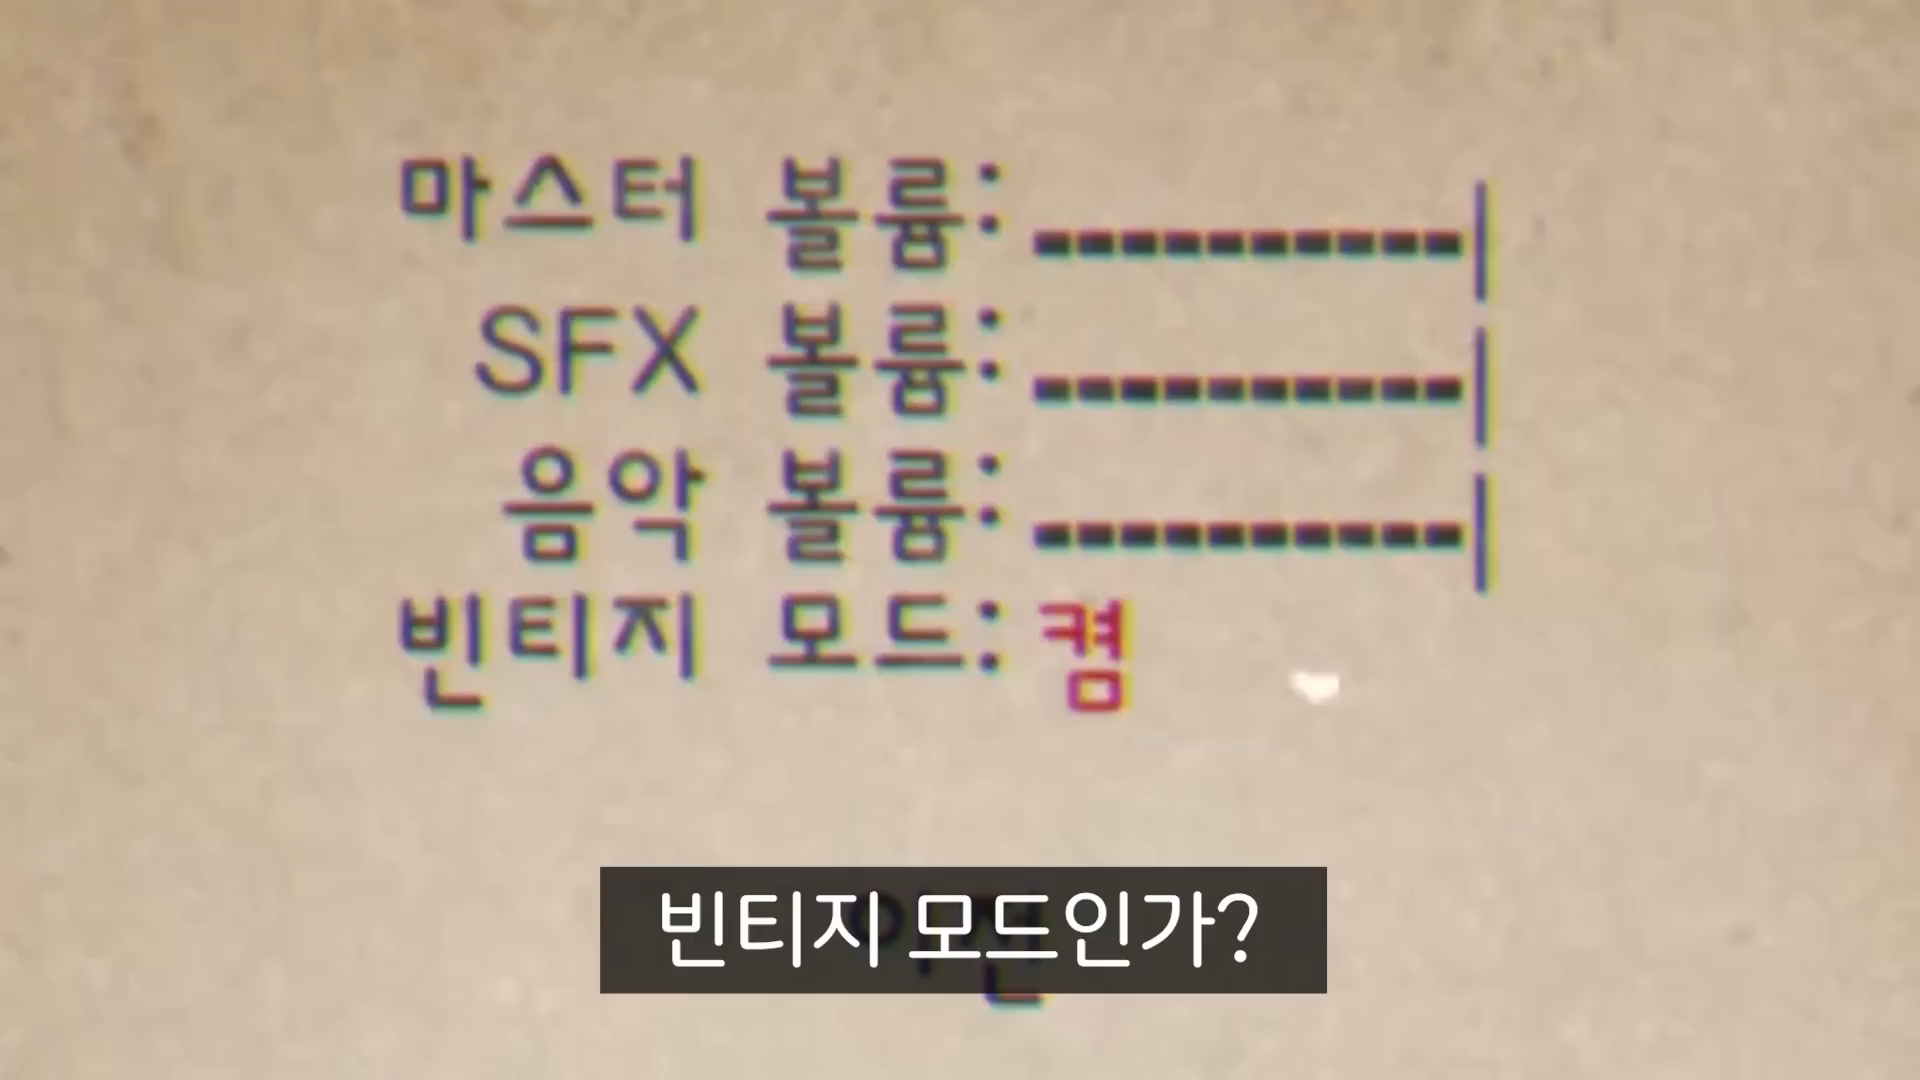 마스터 볼륨: ----------|
SFX 볼륨: ----------|
음악 볼륨: ----------|
빈티지 모드: 켬
빈티지 모드인가?